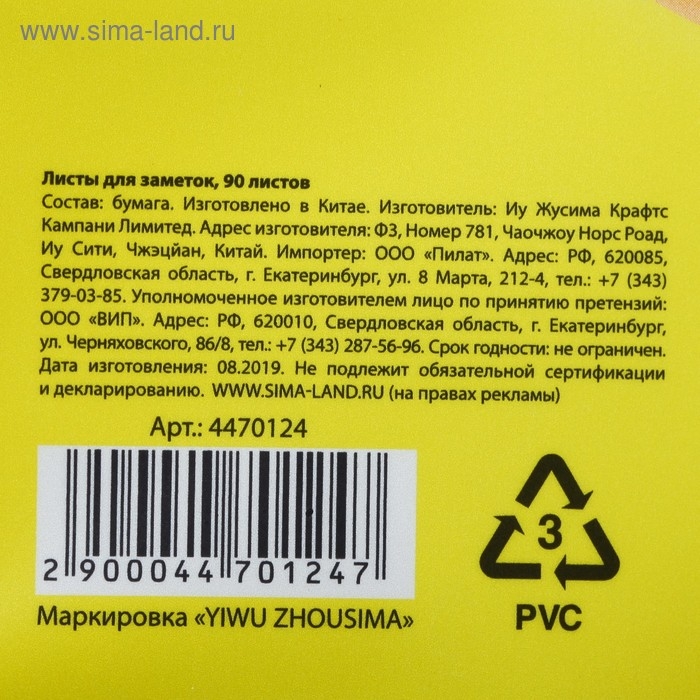 www.sima-land.ru
Листы для заметок, 90 листов
Состав: бумага. Изготовлено в Китае. Изготовитель: Иу Жусима Крафтс
Кампани Лимитед. Адрес изготовителя: Ф3, Номер 781, Чаочжоу Норс Роад,
Иу Сити, Чжэцйан, Китай. Импортер: ООО «Пилат». Адрес: РФ, 620085,
Свердловская область, г. Екатеринбург, ул. 8 Марта, 212-4, тел.: +7 (343)
379-03-85. Уполномоченное изготовителем лицо по принятию претензий:
ООО «ВИП». Адрес: РФ, 620010, Свердловская область, г. Екатеринбург,
ул. Черняховского, 86/8, тел.: +7 (343) 287-56-96. Срок годности: не ограничен.
Дата изготовления: 08.2019. Не подлежит обязательной сертификации
и декларированию. WWW.SIMA-LAND.RU (на правах рекламы)
Арт.: 4470124
2 900044 701247
Маркировка «YIWU ZHOUSIMA»
3
PVC